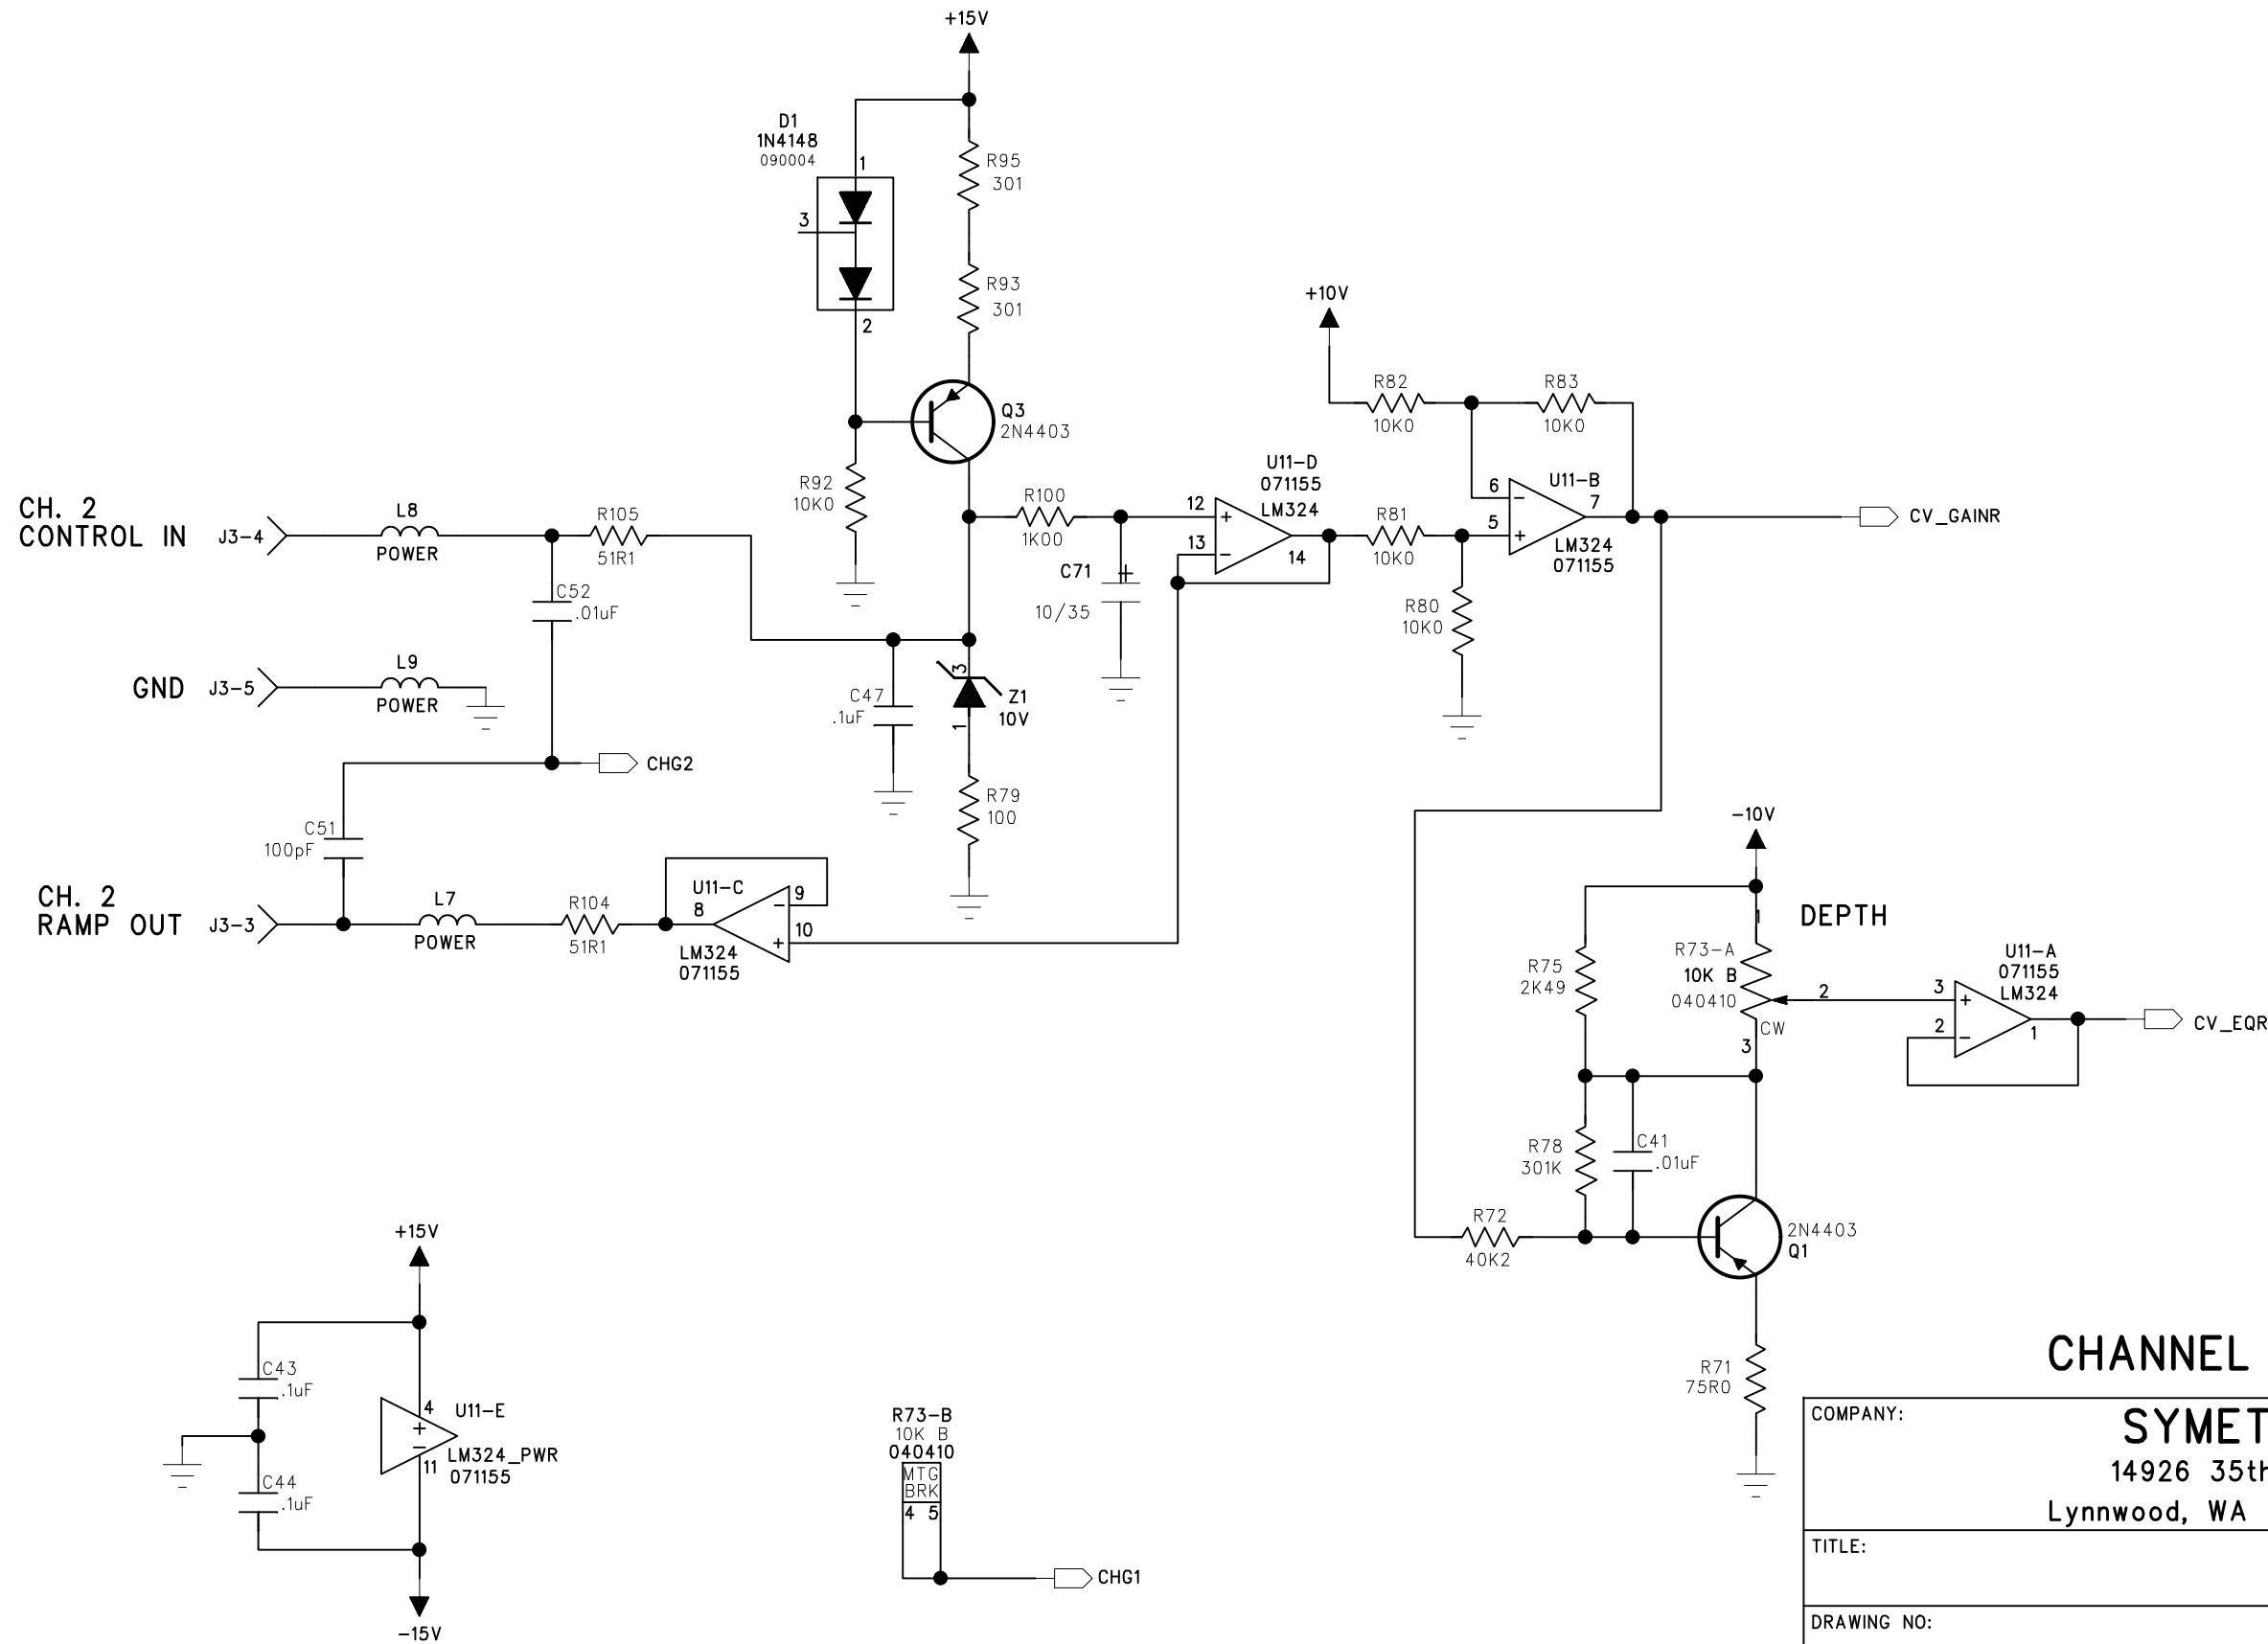 +15V
D1
1N4148
090004
1
3
2
R95
301
R93
301
Q3
2N4403
R92
10K0
CH. 2
CONTROL IN
J3-4
L8
POWER
R105
51R1
C52
.01uF
GND
J3-5
L9
POWER
CHG2
C51
100pF
CH. 2
RAMP OUT
J3-3
L7
POWER
R104
51R1
U11-C
8
9
-
10
+
LM324
071155
C47
.1uF
3
Z1
10V
1
R79
100
R100
1K00
C71
+
10/35
U11-D
071155
LM324
12
+
13
-
14
+10V
R82
10K0
R83
10K0
R81
10K0
R80
10K0
U11-B
6
-
7
5
+
LM324
071155
CV_GAINR
-10V
1
DEPTH
R73-A
10K B
040410
2
CW
3
R75
2K49
U11-A
071155
LM324
3
+
2
-
1
CV_EQR
R78
301K
C41
.01uF
R72
40K2
2N4403
Q1
R71
75R0
+15V
C43
.1uF
4
+
-
11
U11-E
LM324_PWR
071155
C44
.1uF
-15V
R73-B
10K B
040410
MTG
BRK
4 5
CHG1
CHANNEL
COMPANY:
SYMET
14926 35th
Lynnwood, WA
TITLE:
DRAWING NO: